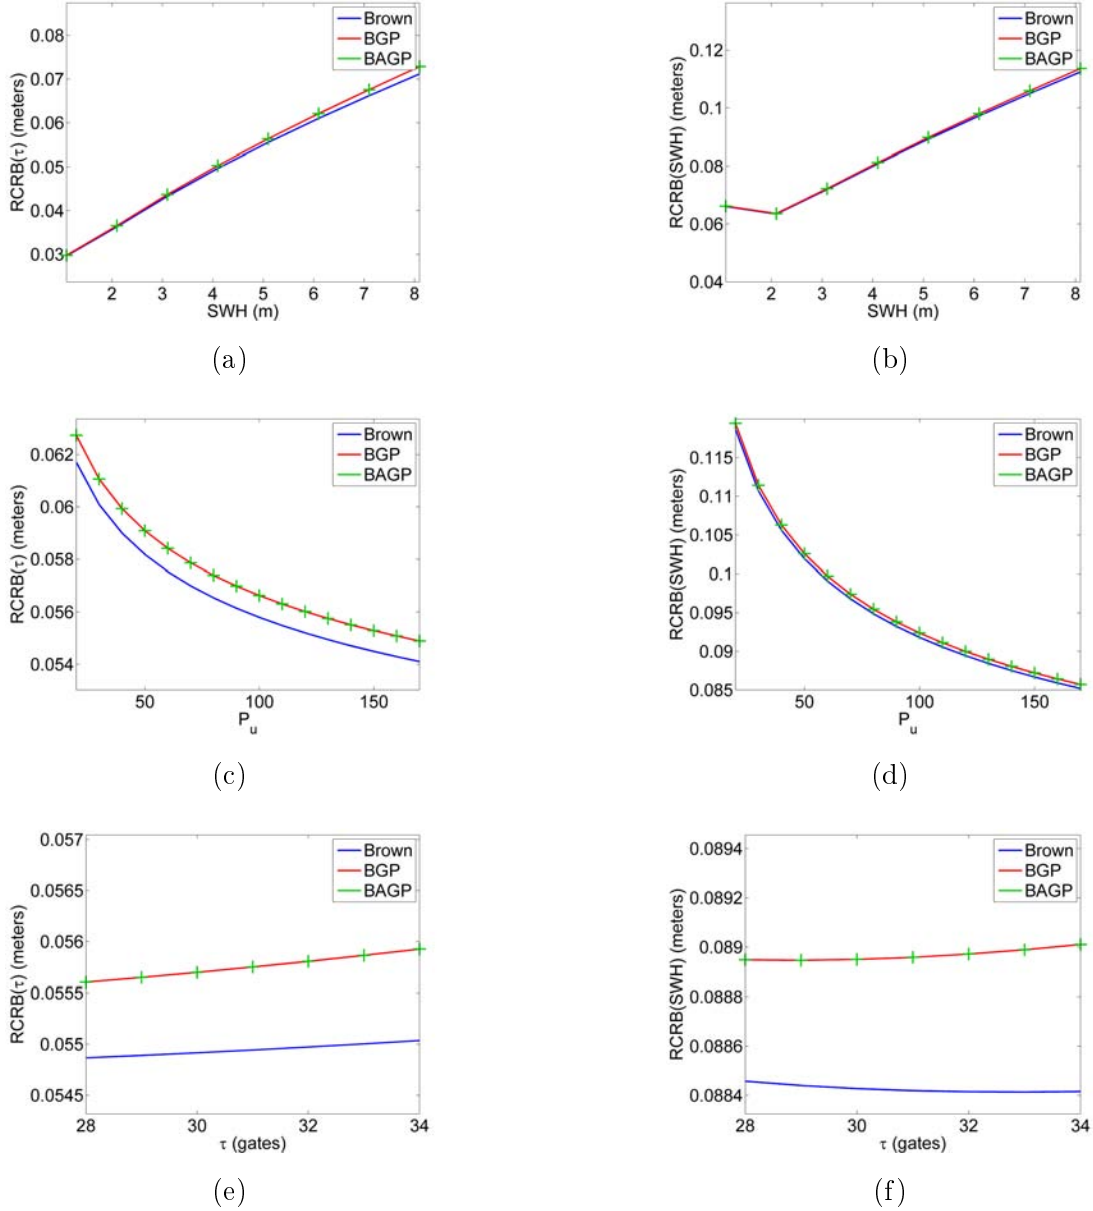 RCRB(τ) (meters)
0.08
0.07
0.06
0.05
0.04
0.03
2 3 4 5 6 7 8
SWH (m)
Brown
BGP
BAGP
(a)
RCRB(SWH) (meters)
0.12
0.1
0.08
0.06
0.04
2 3 4 5 6 7 8
SWH (m)
Brown
BGP
BAGP
(b)
RCRB(τ) (meters)
0.062
0.06
0.058
0.056
0.054
50 100 150
P_u
Brown
BGP
BAGP
(c)
RCRB(SWH) (meters)
0.115
0.11
0.105
0.1
0.095
0.09
0.085
50 100 150
P_u
Brown
BGP
BAGP
(d)
RCRB(τ) (meters)
0.057
0.0565
0.056
0.0555
0.055
0.0545
28 30 32 34
τ (gates)
Brown
BGP
BAGP
(e)
RCRB(SWH) (meters)
0.0894
0.0892
0.089
0.0888
0.0886
0.0884
28 30 32 34
τ (gates)
Brown
BGP
BAGP
(f)